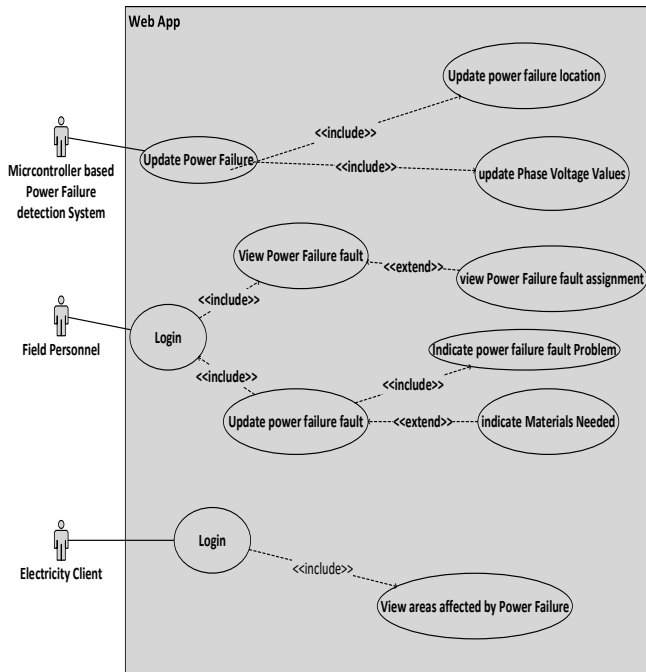 Web App
Update power failure location
<<include>>
Update Power Failure
<<include>>
update Phase Voltage Values
Micrcontroller based
Power Failure
detection System
View Power Failure fault
<<extend>>
view Power Failure fault assignment
<<include>>
Login
Field Personnel
Indicate power failure fault Problem
<<include>>
<<include>>
Update power failure fault
<<extend>>
indicate Materials Needed
Login
Electricity Client
<<include>>
View areas affected by Power Failure